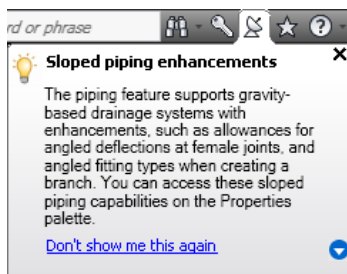 rd or phrase
Sloped piping enhancements
The piping feature supports gravity-
based drainage systems with
enhancements, such as allowances for
angled deflections at female joints, and
angled fitting types when creating a
branch. You can access these sloped
piping capabilities on the Properties
palette.
Don't show me this again